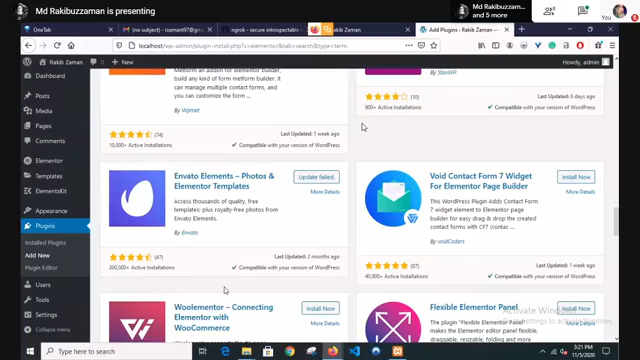 Md Rakibuzzaman is presenting
Md Rakibuzzaman
and 5 more
OneTab
(no subject) - rzamant97@gmai
ngrok - secure introspectable t
Rakib Zaman
Add Plugins ‹ Rakib Zaman — W
localhost/wp-admin/plugin-install.php?s=elementor&tab=search&type=term
Rakib Zaman
0
New
Howdy, admin
Dashboard
Posts
Media
Pages
Comments
Elementor
Templates
ElementsKit
Appearance
Plugins
Installed Plugins
Add New
Plugin Editor
Users
Tools
Settings
Collapse menu
Metform an addon for elementor builder,
build any kind of form metform builder. It
can manage multiple contact forms, and
you can customize the form ...
By Wpmet
(74)
Last Updated: 1 week ago
10,000+ Active Installations
Compatible with your version of WordPress
and so ...
By StaxWP
(10)
Last Updated: 6 days ago
900+ Active Installations
Compatible with your version of WordPress
Envato Elements – Photos &
Elementor Templates
Update failed.
More Details
Access thousands of quality, free
templates; plus royalty-free photos from
Envato Elements.
By Envato
(47)
Last Updated: 2 months ago
300,000+ Active Installations
Compatible with your version of WordPress
Void Contact Form 7 Widget
For Elementor Page Builder
Install Now
More Details
This WordPress Plugin Adds Contact Form
7 widget element to Elementor page
builder for easy drag & drop the created
contact forms with CF7 (contac ...
By voidCoders
(87)
Last Updated: 1 week ago
40,000+ Active Installations
Compatible with your version of WordPress
Woolementor – Connecting
Elementor with
WooCommerce
Install Now
More Details
Flexible Elementor Panel
Install Now
More Details
The plugin "Flexible Elementor Panel"
makes the elementor panel flexible,
draggable, resizable, folding and more
Activate Windows
Go to Settings to activate Windows.
Type here to search
3:21 PM
11/5/2020